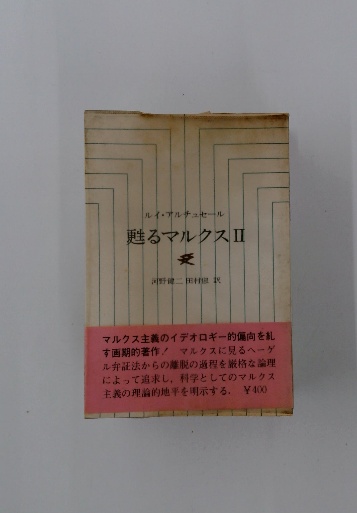 ルイ・アルチュセール
甦るマルクス II
河野健二 田村俶 訳
マルクス主義のイデオロギー的偏向を糺
す画期的著作！ マルクスに見るヘーゲ
ル弁証法からの離脱の過程を厳格な論理
によって追求し、科学としてのマルクス
主義の理論的地平を明示する。 ￥400